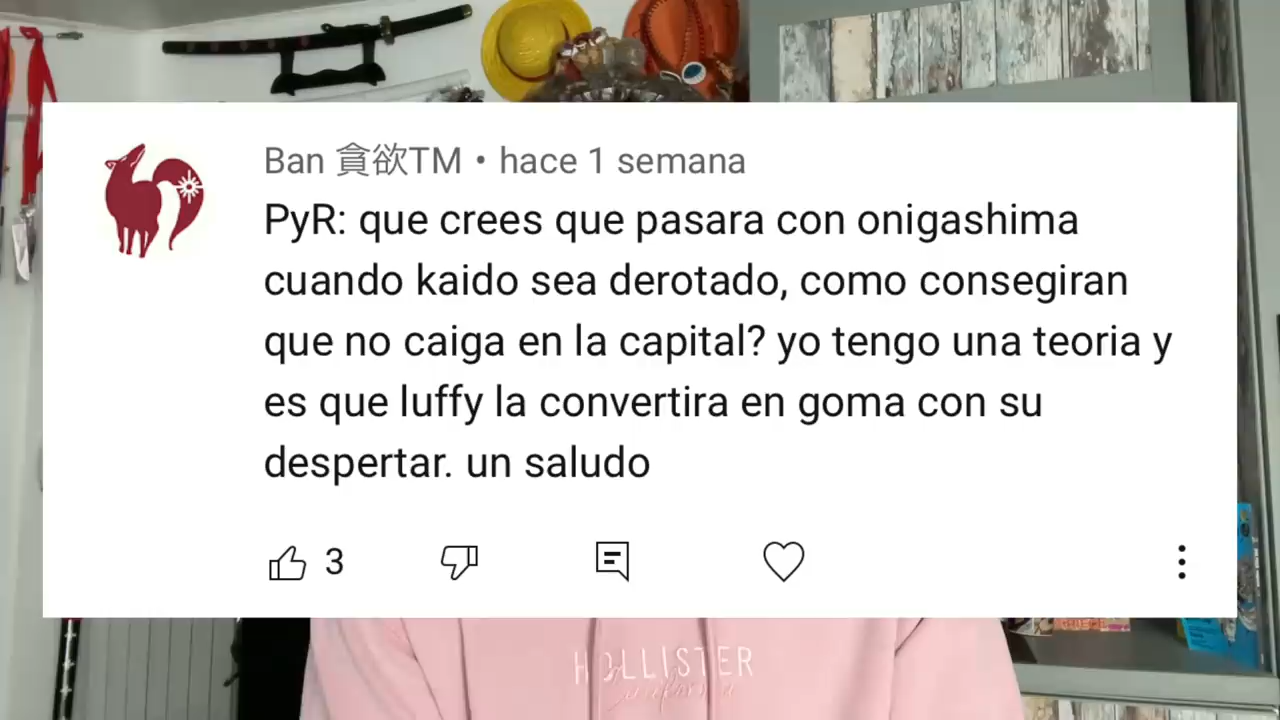 Ban 貪欲TM • hace 1 semana
PyR: que crees que pasara con onigashima
cuando kaido sea derotado, como consegiran
que no caiga en la capital? yo tengo una teoria y
es que luffy la convertira en goma con su
despertar. un saludo
3
HOLLISTER
California